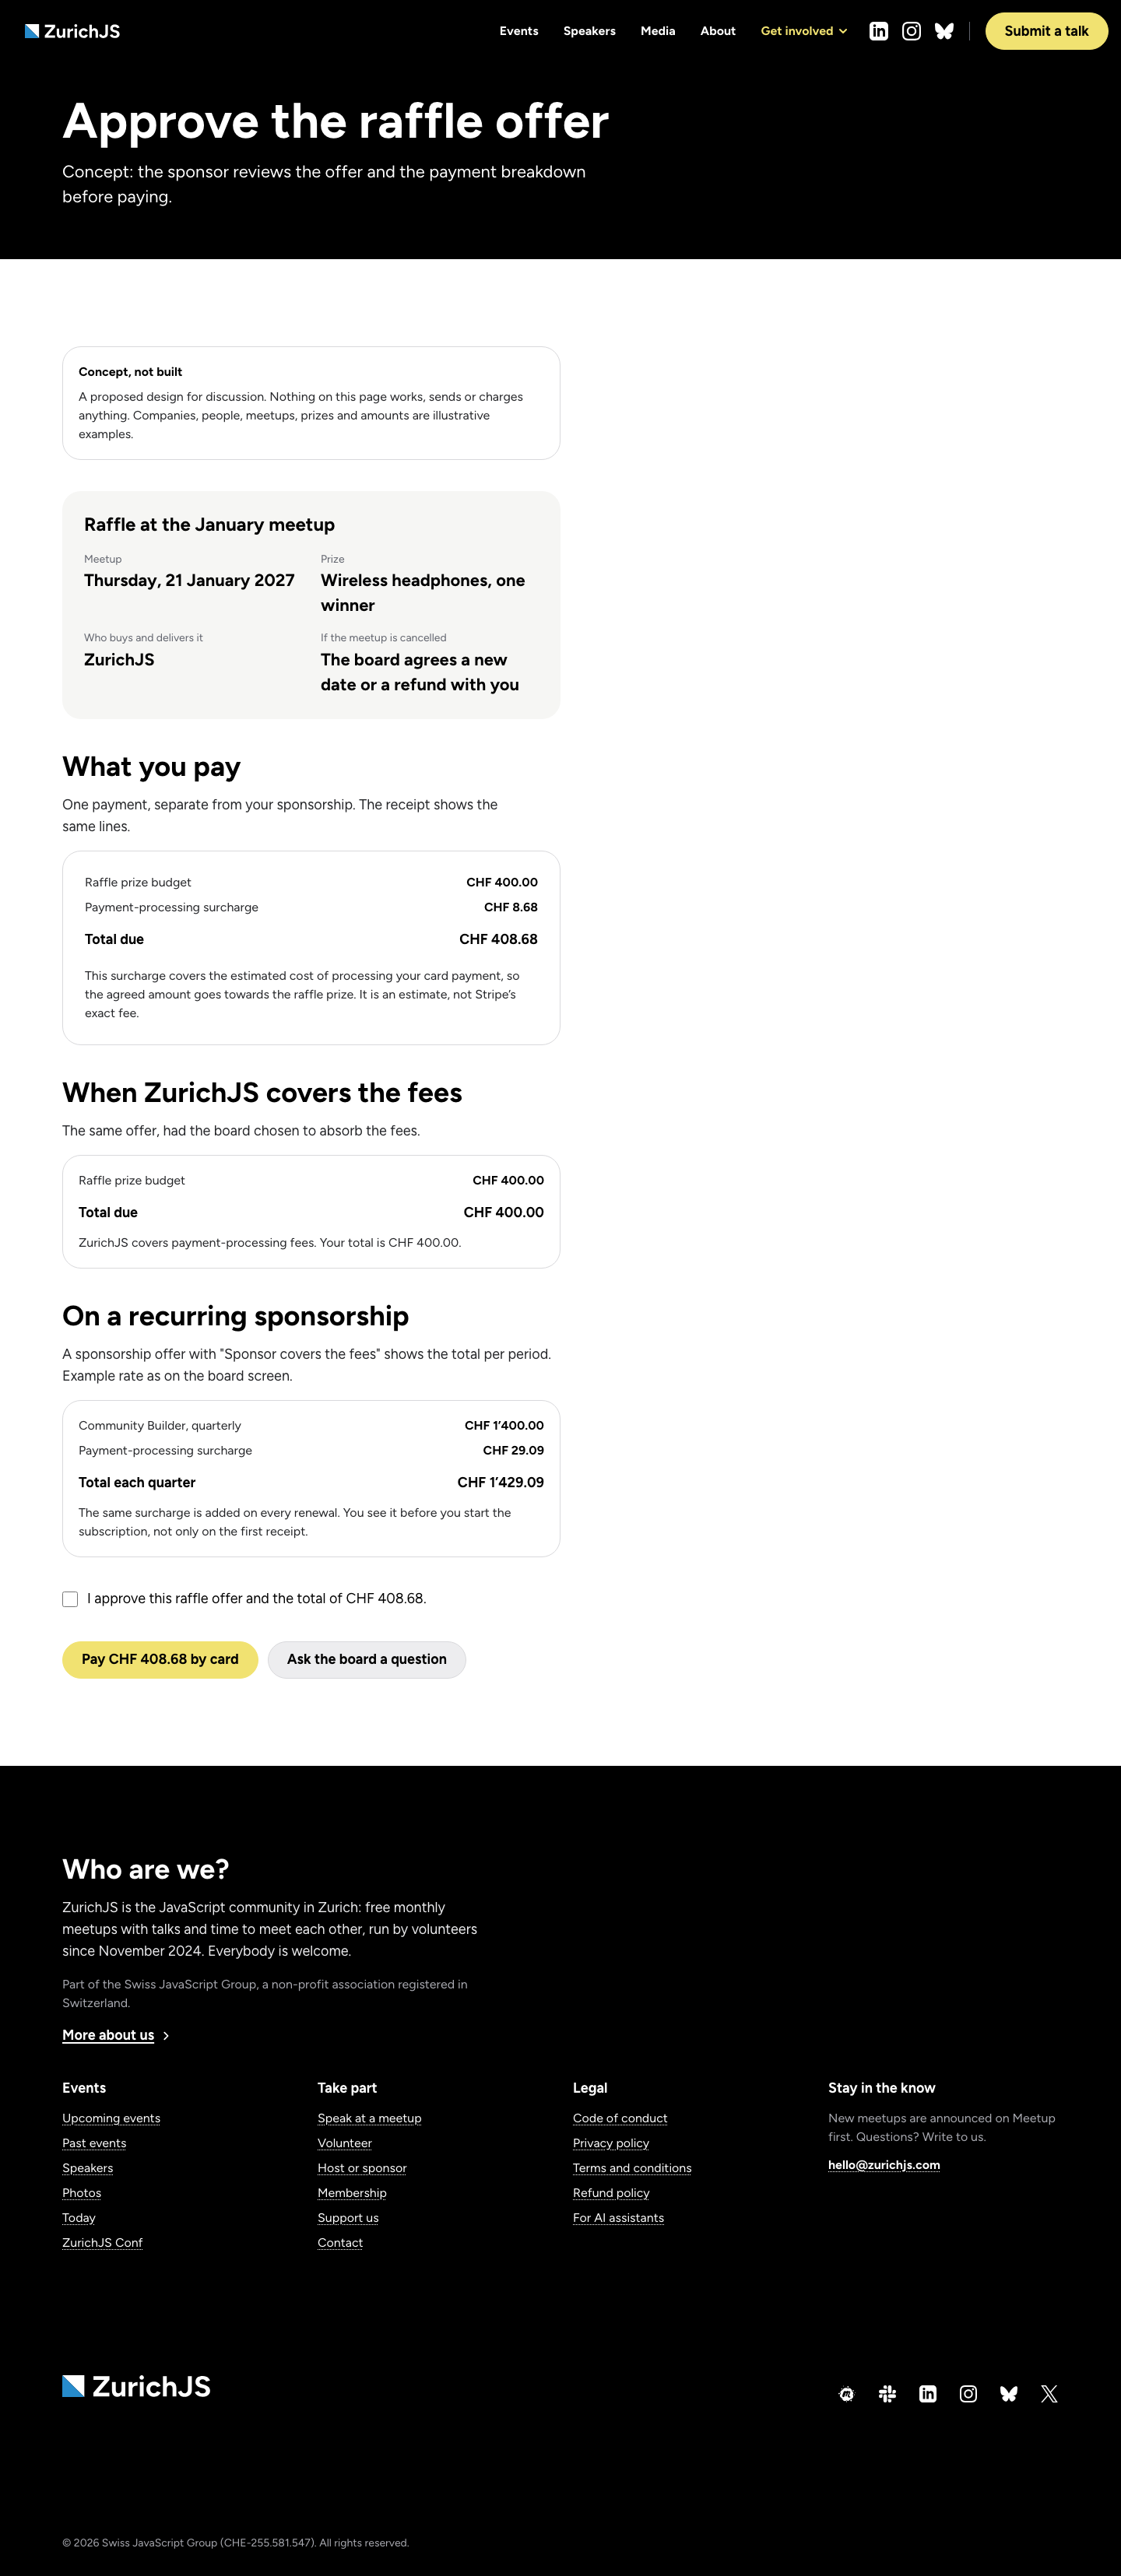 ZurichJS
Events
Speakers
Media
About
Get involved
Submit a talk
Approve the raffle offer
Concept: the sponsor reviews the offer and the payment breakdown
before paying.
Concept, not built
A proposed design for discussion. Nothing on this page works, sends or charges
anything. Companies, people, meetups, prizes and amounts are illustrative
examples.
Raffle at the January meetup
Meetup
Thursday, 21 January 2027
Prize
Wireless headphones, one
winner
Who buys and delivers it
ZurichJS
If the meetup is cancelled
The board agrees a new
date or a refund with you
What you pay
One payment, separate from your sponsorship. The receipt shows the
same lines.
Raffle prize budget CHF 400.00
Payment-processing surcharge CHF 8.68
Total due CHF 408.68
This surcharge covers the estimated cost of processing your card payment, so
the agreed amount goes towards the raffle prize. It is an estimate, not Stripe’s
exact fee.
When ZurichJS covers the fees
The same offer, had the board chosen to absorb the fees.
Raffle prize budget CHF 400.00
Total due CHF 400.00
ZurichJS covers payment-processing fees. Your total is CHF 400.00.
On a recurring sponsorship
A sponsorship offer with "Sponsor covers the fees" shows the total per period.
Example rate as on the board screen.
Community Builder, quarterly CHF 1’400.00
Payment-processing surcharge CHF 29.09
Total each quarter CHF 1’429.09
The same surcharge is added on every renewal. You see it before you start the
subscription, not only on the first receipt.
I approve this raffle offer and the total of CHF 408.68.
Pay CHF 408.68 by card
Ask the board a question
Who are we?
ZurichJS is the JavaScript community in Zurich: free monthly
meetups with talks and time to meet each other, run by volunteers
since November 2024. Everybody is welcome.
Part of the Swiss JavaScript Group, a non-profit association registered in
Switzerland.
More about us
Events
Upcoming events
Past events
Speakers
Photos
Today
ZurichJS Conf
Take part
Speak at a meetup
Volunteer
Host or sponsor
Membership
Support us
Contact
Legal
Code of conduct
Privacy policy
Terms and conditions
Refund policy
For AI assistants
Stay in the know
New meetups are announced on Meetup
first. Questions? Write to us.
hello@zurichjs.com
ZurichJS
© 2026 Swiss JavaScript Group (CHE-255.581.547). All rights reserved.